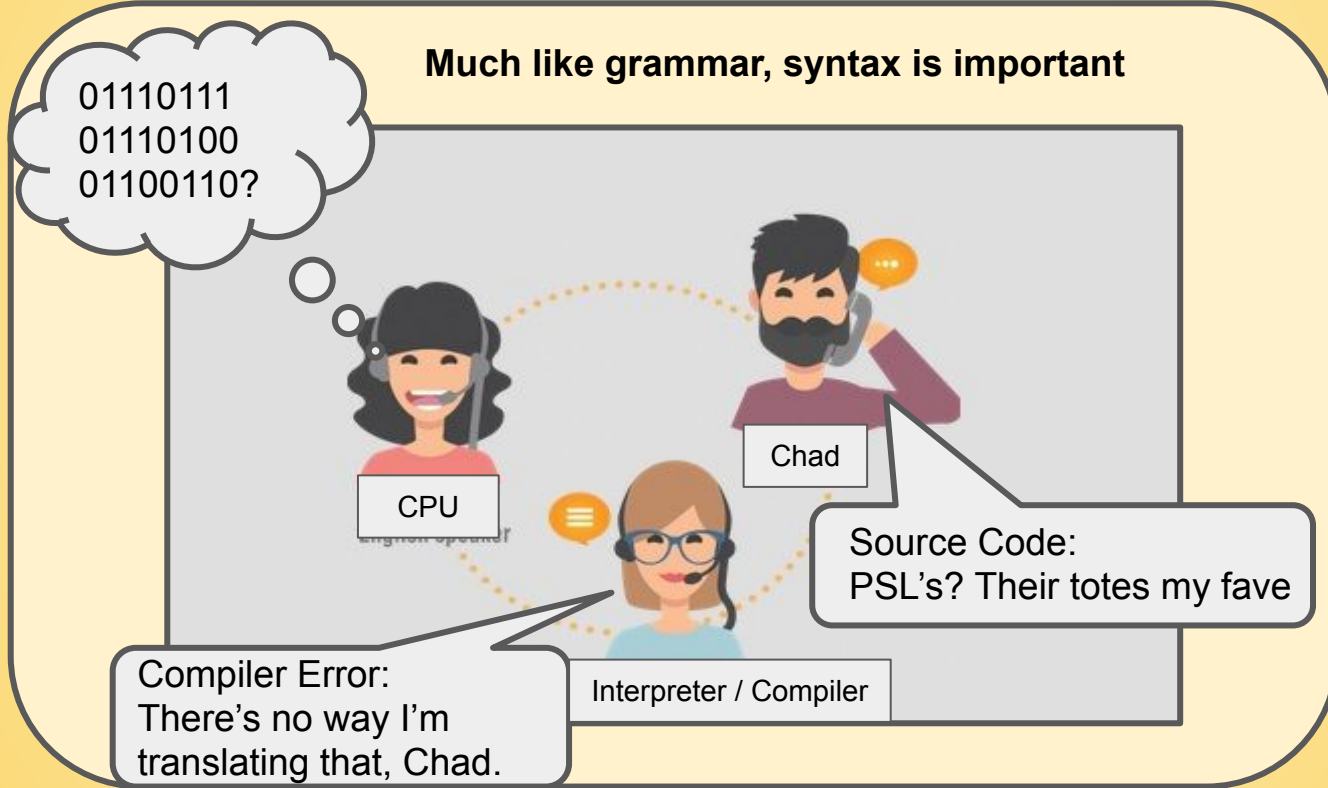 Much like grammar, syntax is important
01110111
01110100
01100110?
Chad
CPU
Source Code:
PSL's? Their totes my fave
Compiler Error:
There's no way I'm
translating that, Chad.
Interpreter / Compiler